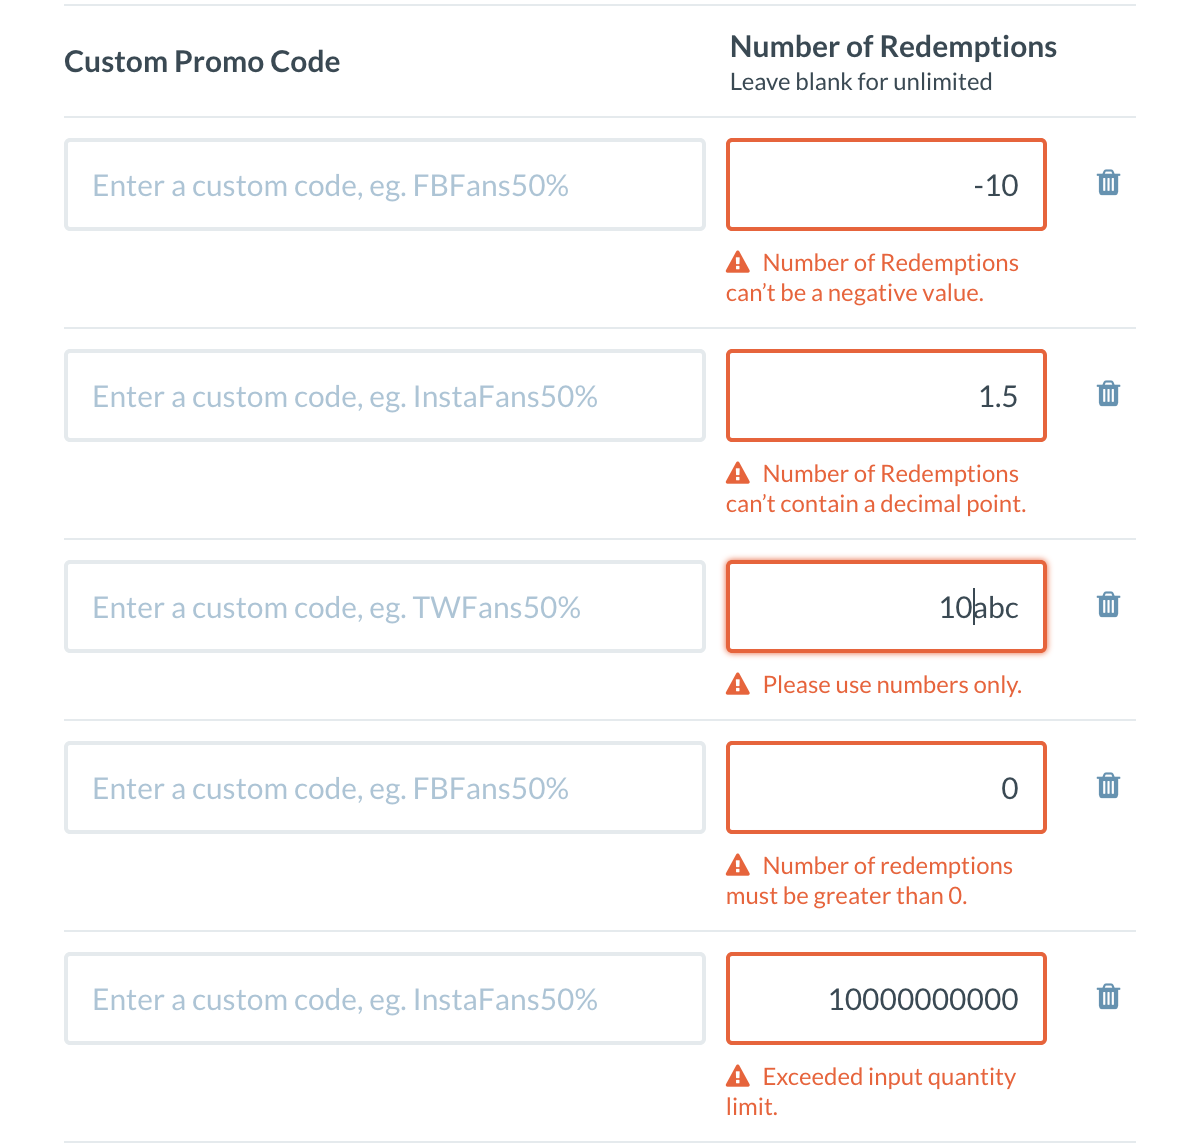 Custom Promo Code
Number of Redemptions
Leave blank for unlimited
Enter a custom code, eg. FBFans50%
-10
Number of Redemptions
can’t be a negative value.
Enter a custom code, eg. InstaFans50%
1.5
Number of Redemptions
can’t contain a decimal point.
Enter a custom code, eg. TWFans50%
10abc
Please use numbers only.
Enter a custom code, eg. FBFans50%
0
Number of redemptions
must be greater than 0.
Enter a custom code, eg. InstaFans50%
10000000000
Exceeded input quantity
limit.